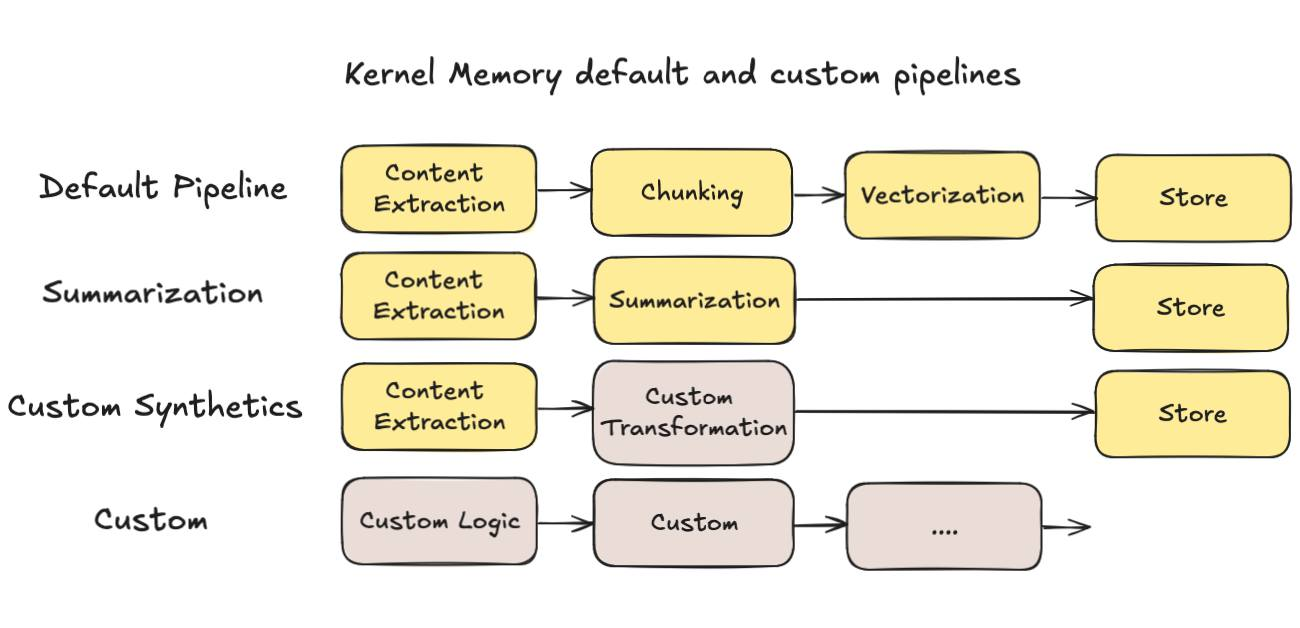 Kernel Memory default and custom pipelines
Default Pipeline
Content
Extraction
Chunking
Vectorization
Store
Summarization
Content
Extraction
Summarization
Store
Custom Synthetics
Content
Extraction
Custom
Transformation
Store
Custom
Custom Logic
Custom
....